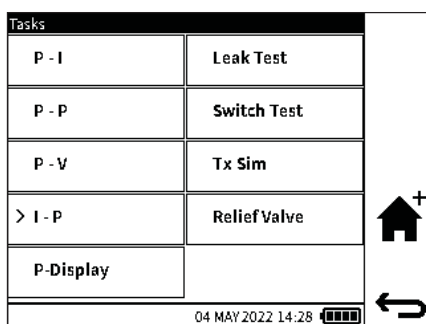 Tasks
P - I
Leak Test
P - P
Switch Test
P - V
Tx Sim
> I - P
Relief Valve
P-Display
04 MAY 2022 14:28